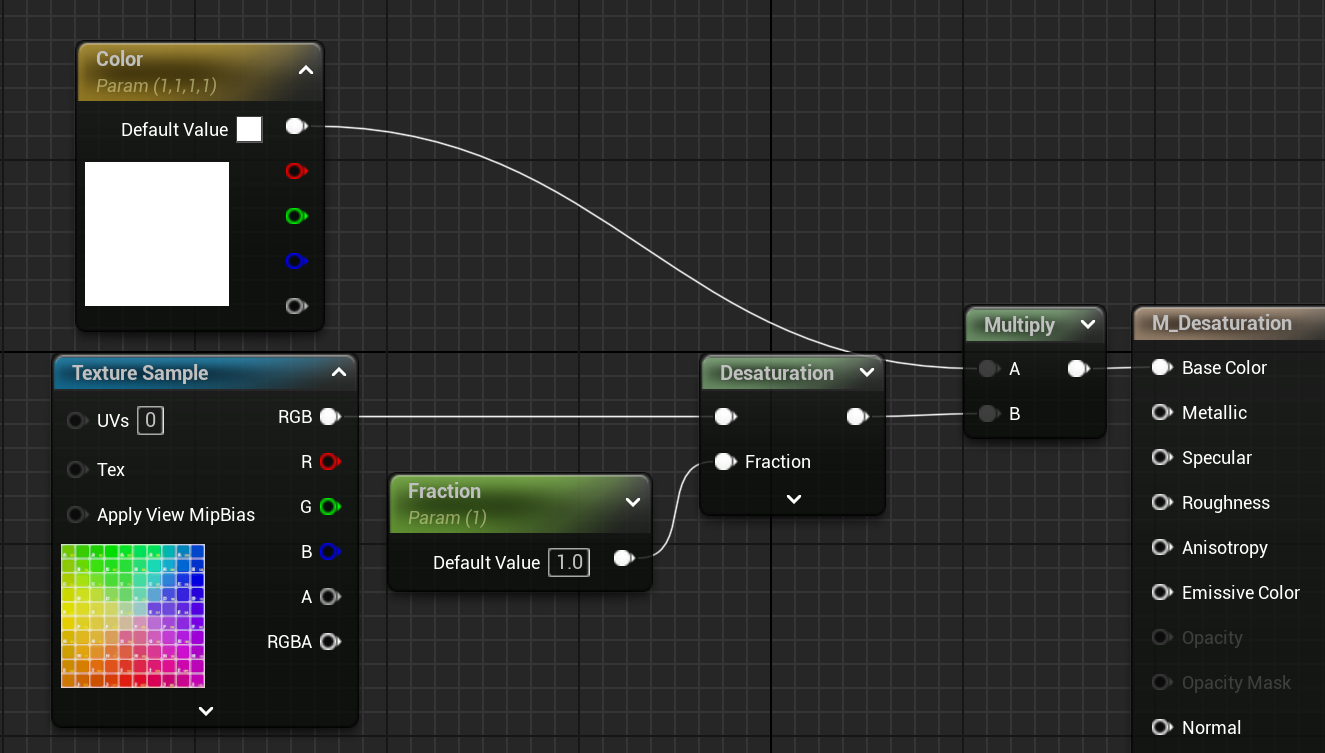 Color
Param (1,1,1,1)
Default Value
Texture Sample
UVs 0
Tex
Apply View MipBias
RGB
R
G
B
A
RGBA
Fraction
Param (1)
Default Value 1.0
Desaturation
Fraction
Multiply
A
B
M_Desaturation
Base Color
Metallic
Specular
Roughness
Anisotropy
Emissive Color
Opacity
Opacity Mask
Normal